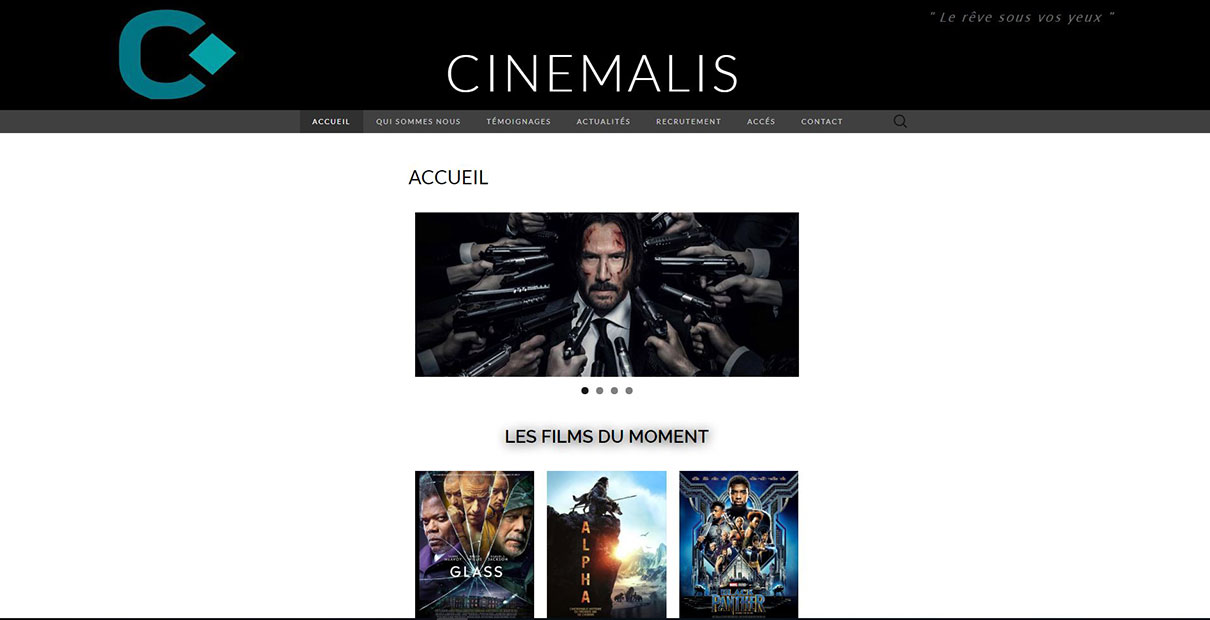 " Le rêve sous vos yeux "
CINEMALIS
ACCUEIL QUI SOMMES NOUS TÉMOIGNAGES ACTUALITÉS RECRUTEMENT ACCÉS CONTACT
ACCUEIL
LES FILMS DU MOMENT
GLASS
ALPHA
BLACK
PANTHER